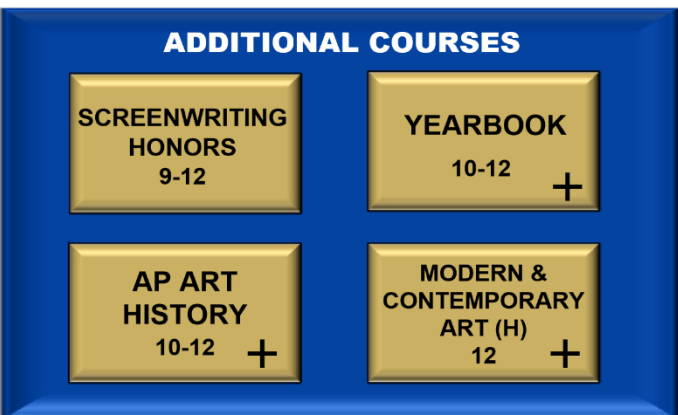 ADDITIONAL COURSES
SCREENWRITING
HONORS
9-12
YEARBOOK
10-12
+
AP ART
HISTORY
10-12 +
MODERN &
CONTEMPORARY
ART (H)
12 +